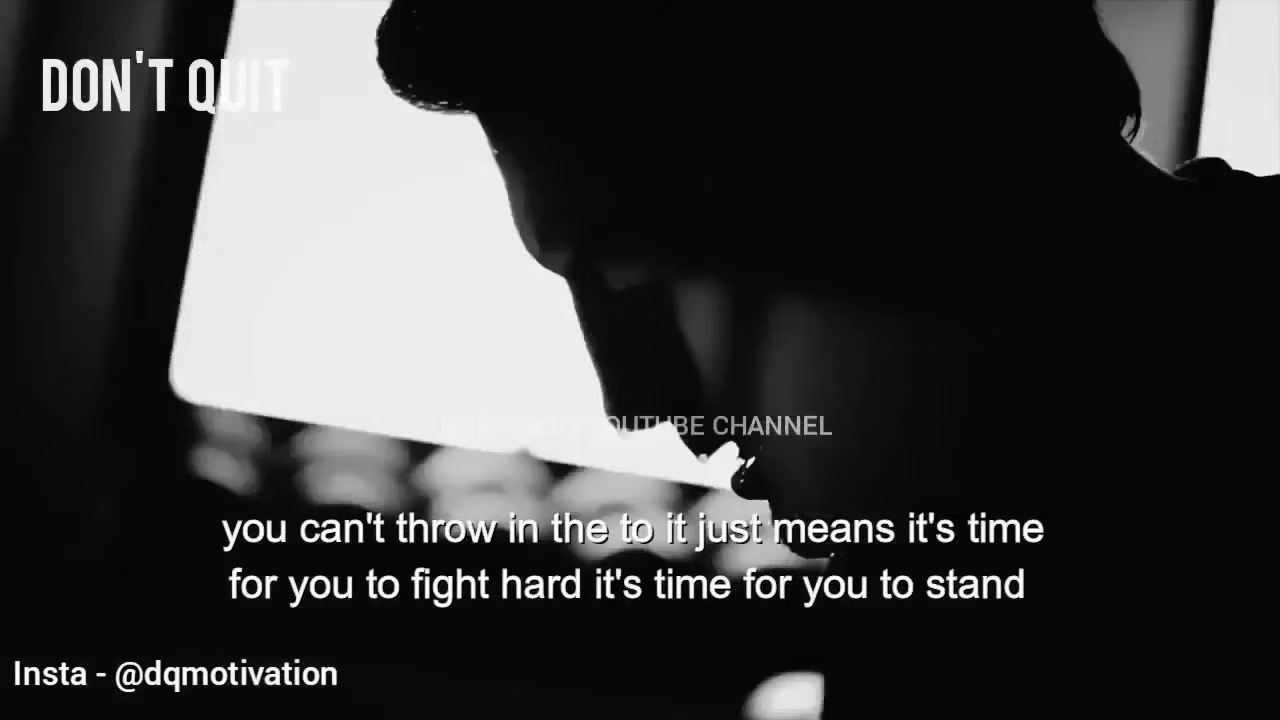 DON'T QUIT
YOUTUBE CHANNEL
you can't throw in the to it just means it's time
for you to fight hard it's time for you to stand
Insta - @dqmotivation